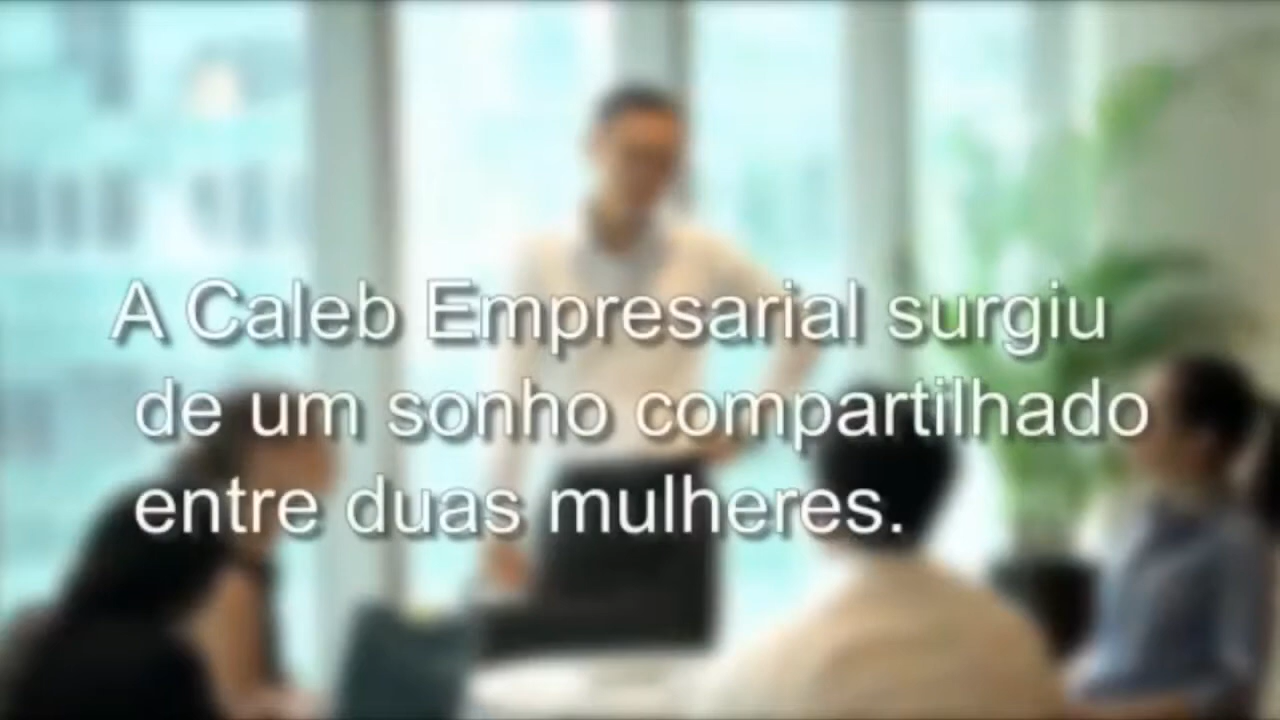 A Caleb Empresarial surgiu
de um sonho compartilhado
entre duas mulheres.